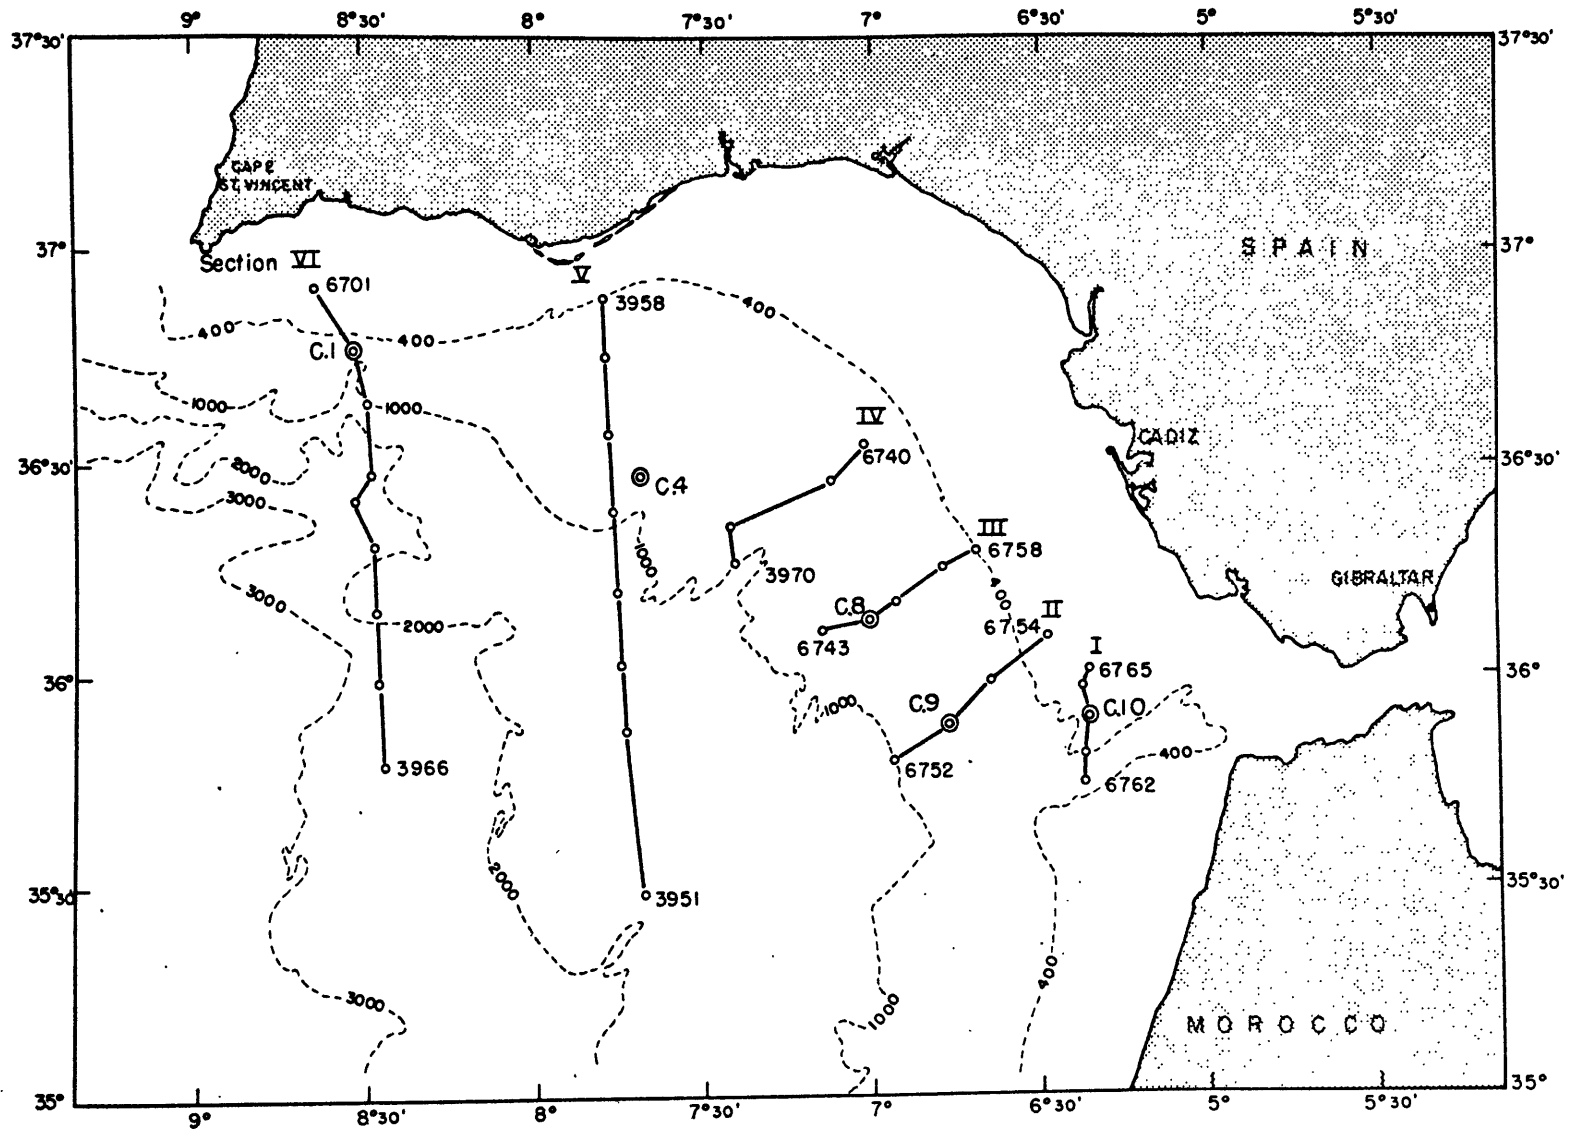 9° 8°30' 8° 7°30' 7° 6°30' 5° 5°30'
37°30' 37°30'
CAPE
ST. VINCENT
37° 37°
SPAIN
Section VI
V
6701
3958
400
400
400
C.1
1000
1000
IV
CADIZ
6740
36°30' 36°30'
2000
C.4
3000
III
6758
1000
3970
GIBRALTAR
3000
400
C.8
II
2000
6754
6743
I
36° 6765 36°
C.9
1000
C.10
400
3966
6752
6762
2000
35°30' 35°30'
3951
400
3000
1000
MOROCCO
35° 35°
9° 8°30' 8° 7°30' 7° 6°30' 5° 5°30'